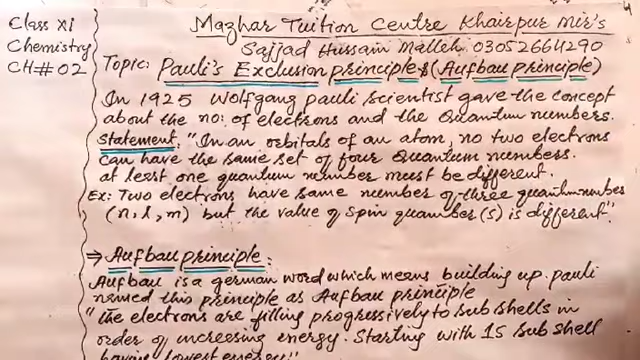 Class XI
Chemistry
CH#02
Mazhar Tuition Centre Khairpur Mir's
Sajjad Hussain Malleh 03052664290
Topic: Pauli's Exclusion principle & (Aufbau principle)
In 1925 Wolfgang pauli scientist gave the concept
about the no: of electrons and the Quantum numbers.
Statement: "In an orbitals of an atom, no two electrons
can have the same set of four Quantum numbers.
at least one quantum number must be different.
Ex: Two electrons have same number of three quantum number
(n, l, m) but the value of spin quamber (s) is different".
⇒ Aufbau principle:
Aufbau is a german word which means building up. pauli
named this principle as Aufbau principle
"the electrons are filling progressively to sub shells in
order of increesing energy. Starting with 1S sub shell
having lowest energy"